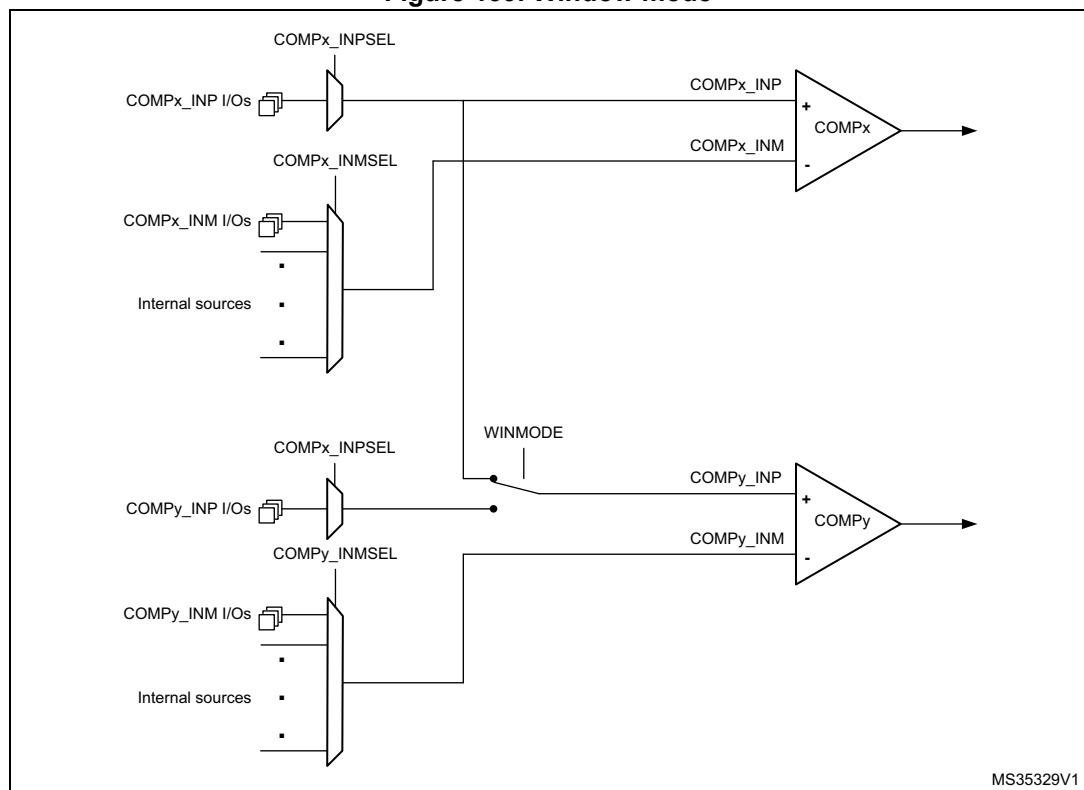 COMPx_INPSEL
COMPx_INP I/Os
COMPx_INP
+
COMPx
COMPx_INM
-
COMPx_INMSEL
COMPx_INM I/Os
Internal sources
WINMODE
COMPx_INPSEL
COMPy_INP I/Os
COMPy_INP
+
COMPy
COMPy_INM
-
COMPy_INMSEL
COMPy_INM I/Os
Internal sources
MS35329V1